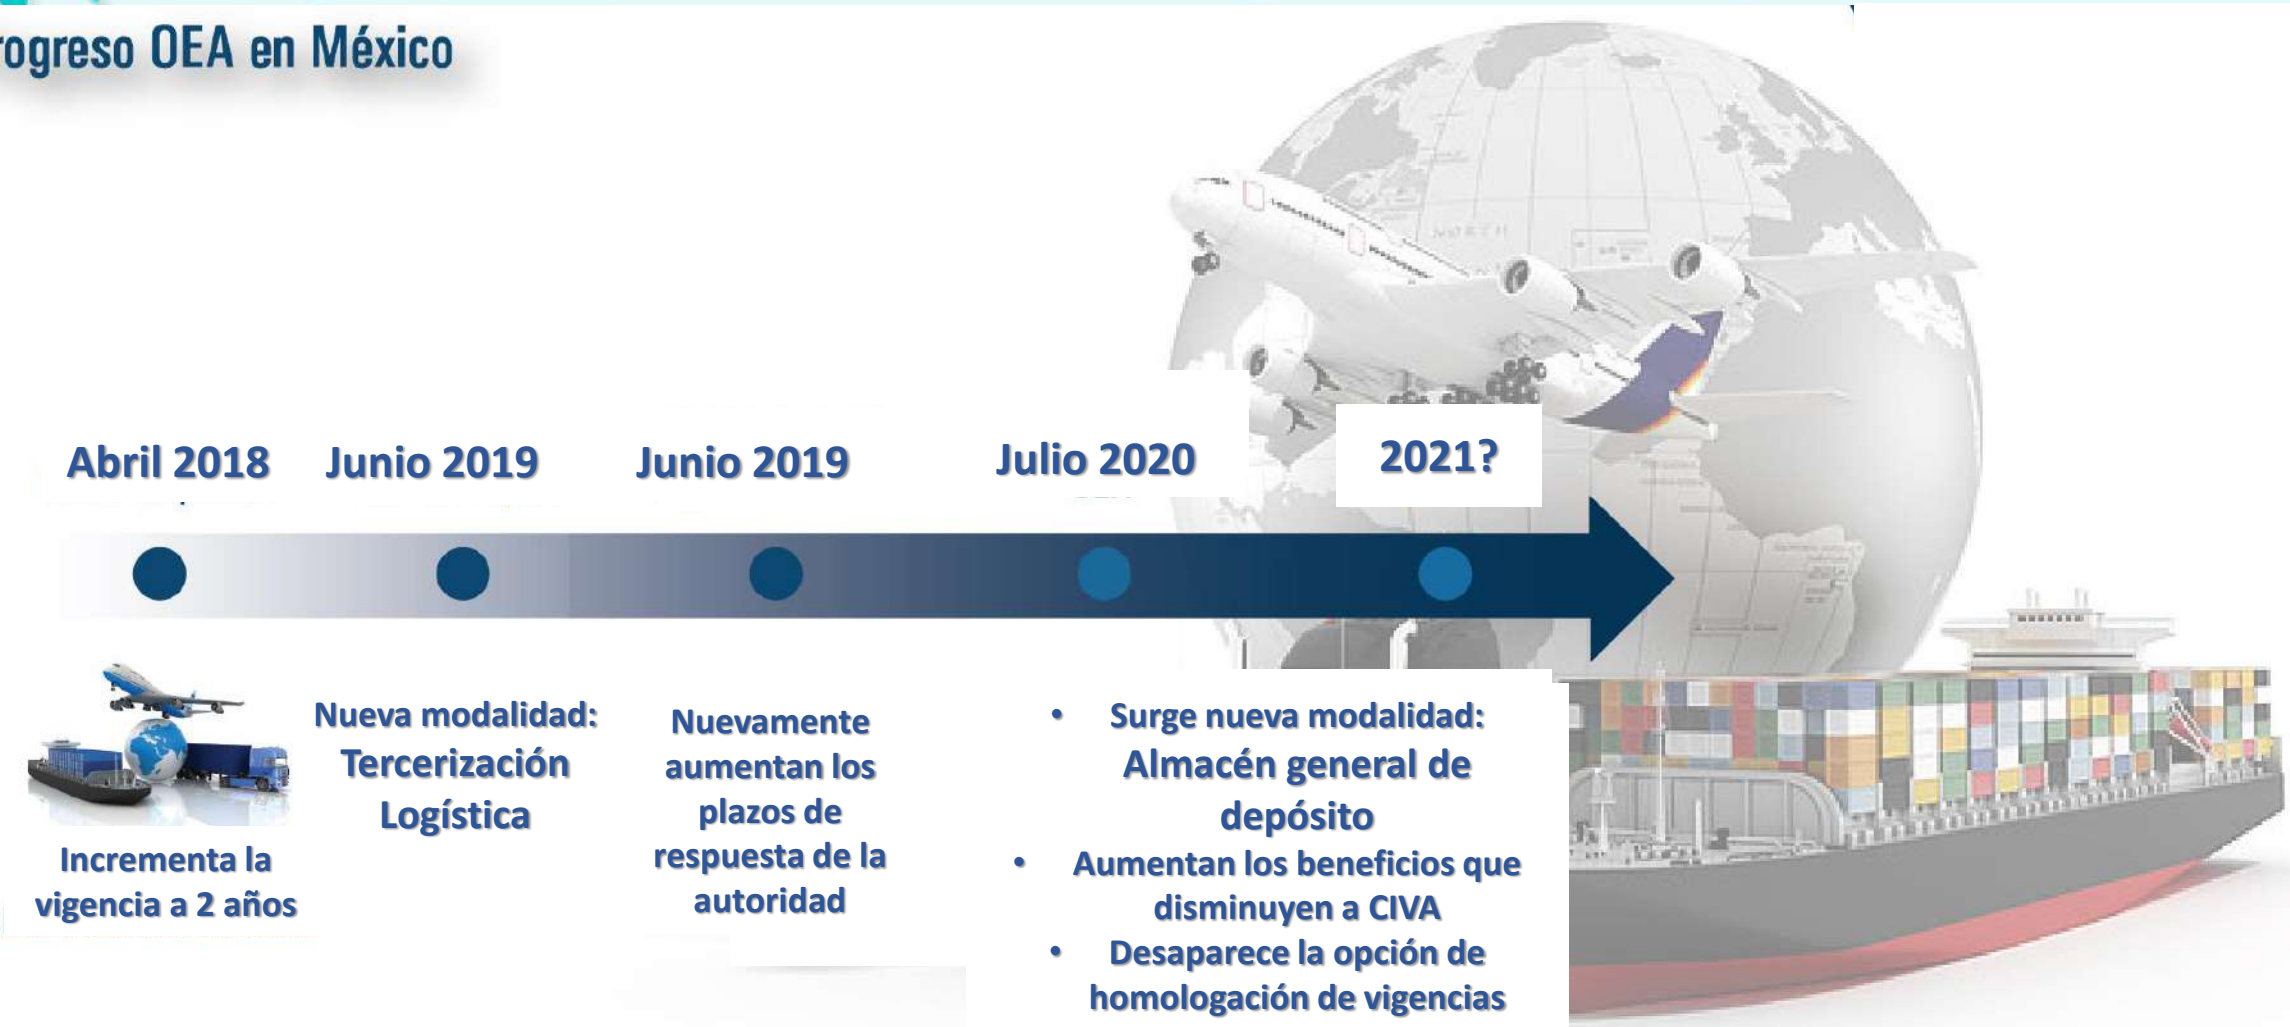 rogreso OEA en México
Abril 2018
Junio 2019
Junio 2019
Julio 2020
2021?
NORTH
Incrementa la
vigencia a 2 años
Nueva modalidad:
Tercerización
Logística
Nuevamente
aumentan los
plazos de
respuesta de la
autoridad
• Surge nueva modalidad:
Almacén general de
depósito
• Aumentan los beneficios que
disminuyen a CIVA
• Desaparece la opción de
homologación de vigencias